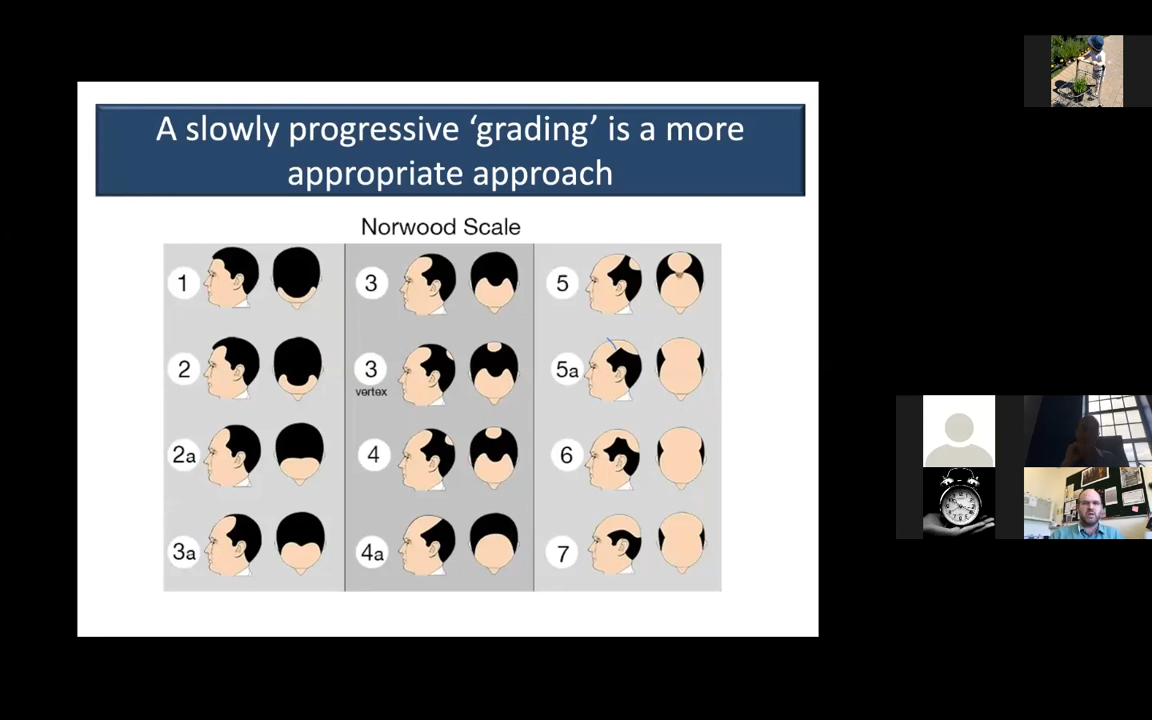 A slowly progressive ‘grading’ is a more
appropriate approach
Norwood Scale
1
2
2a
3a
3
3
vertex
4
4a
5
5a
6
7